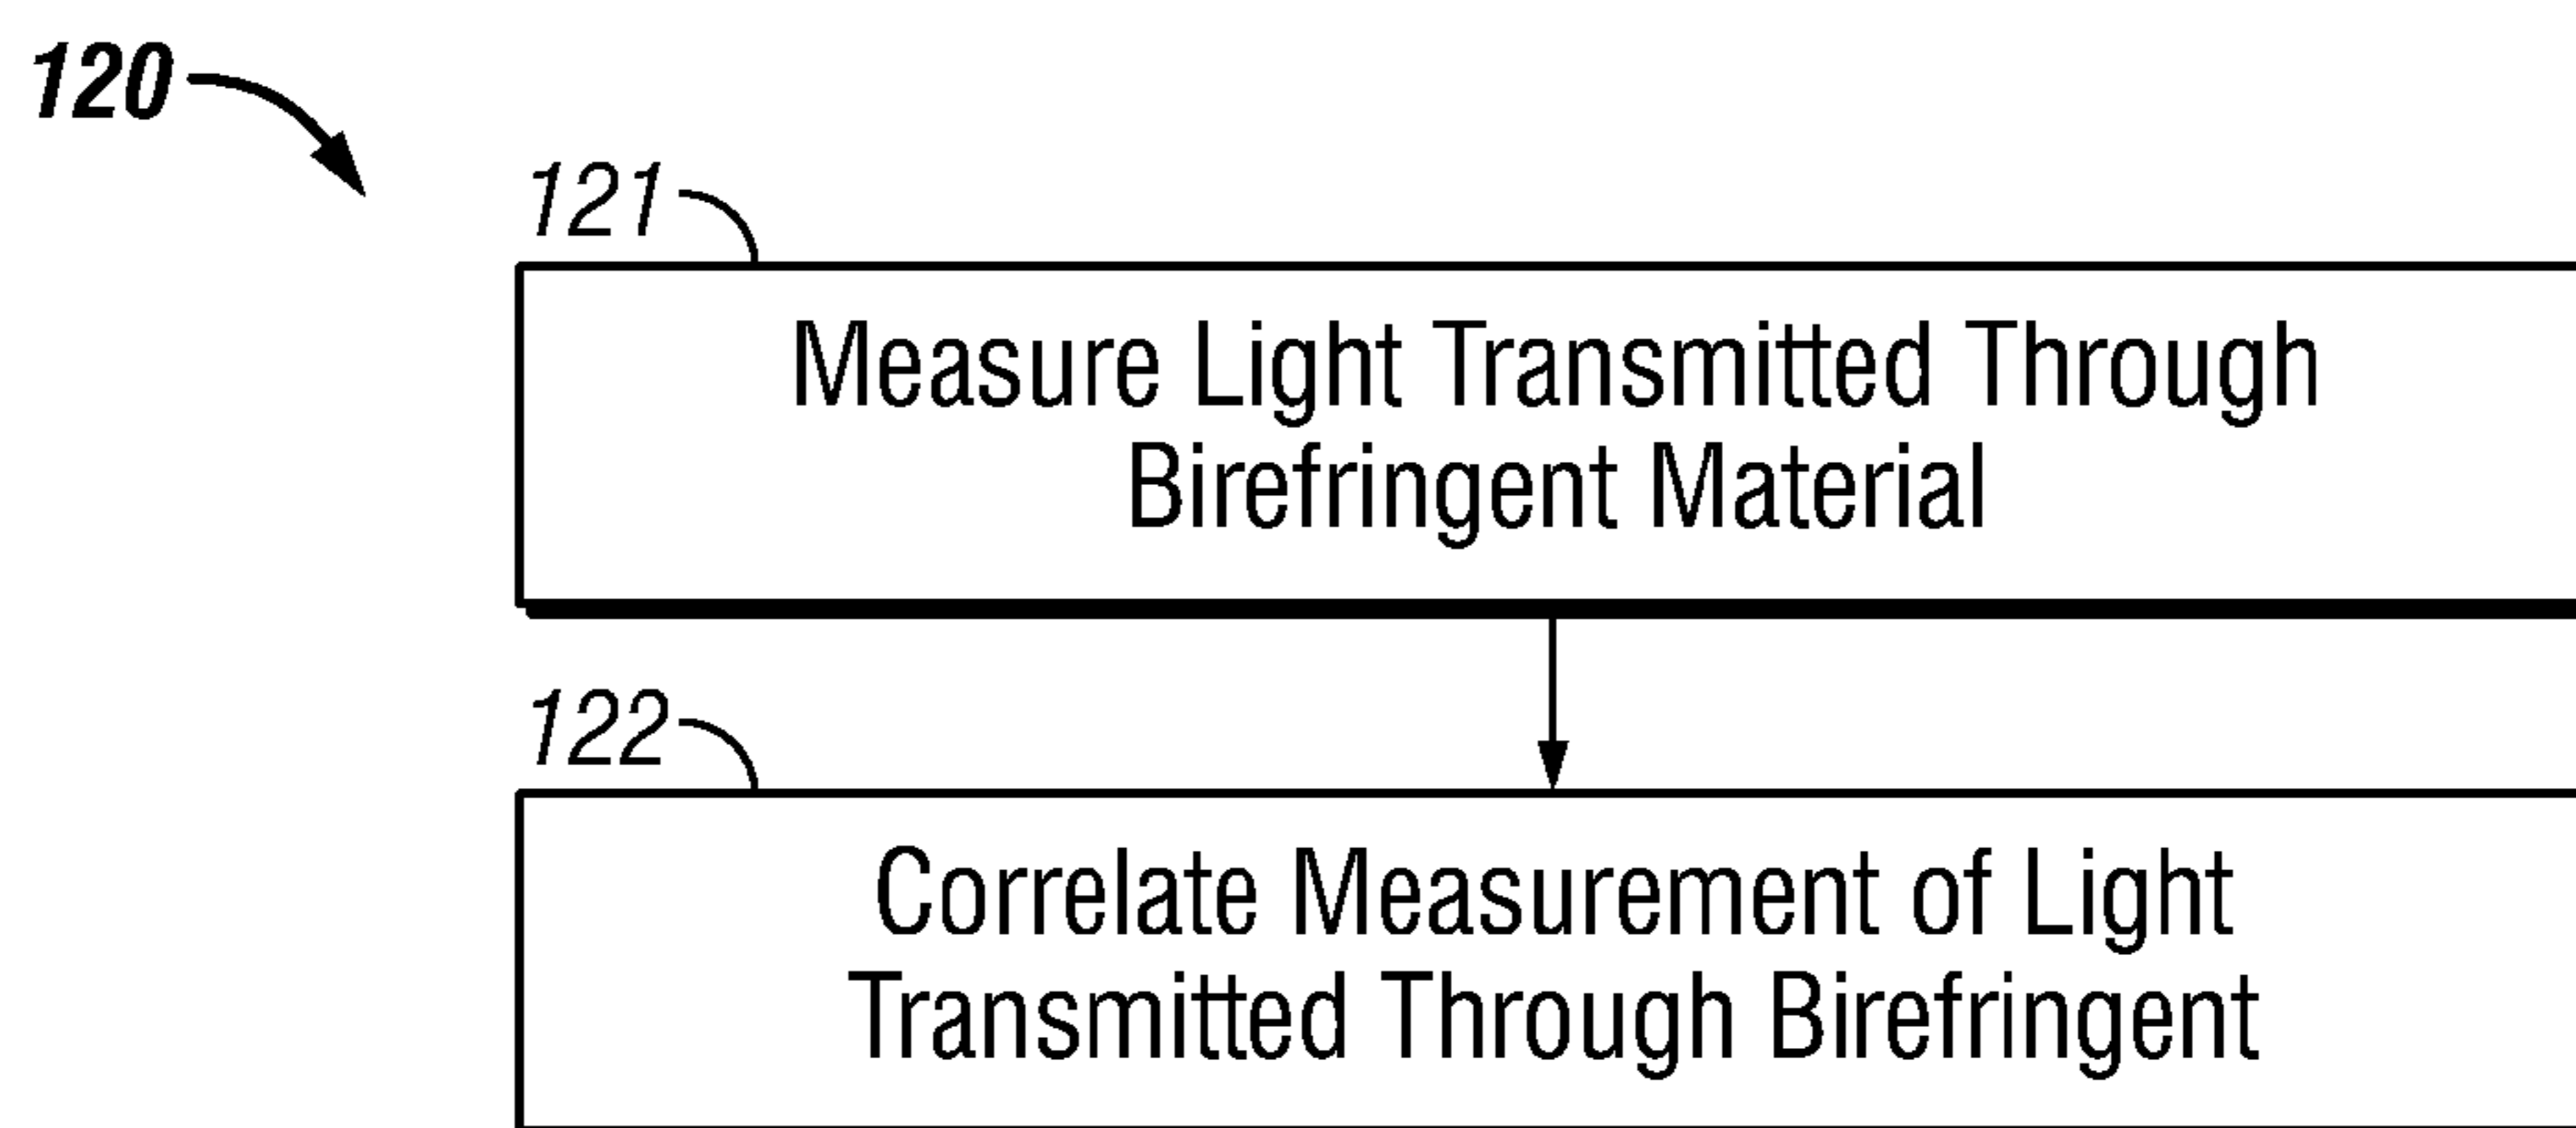 120
121
Measure Light Transmitted Through
Birefringent Material
122
Correlate Measurement of Light
Transmitted Through Birefringent